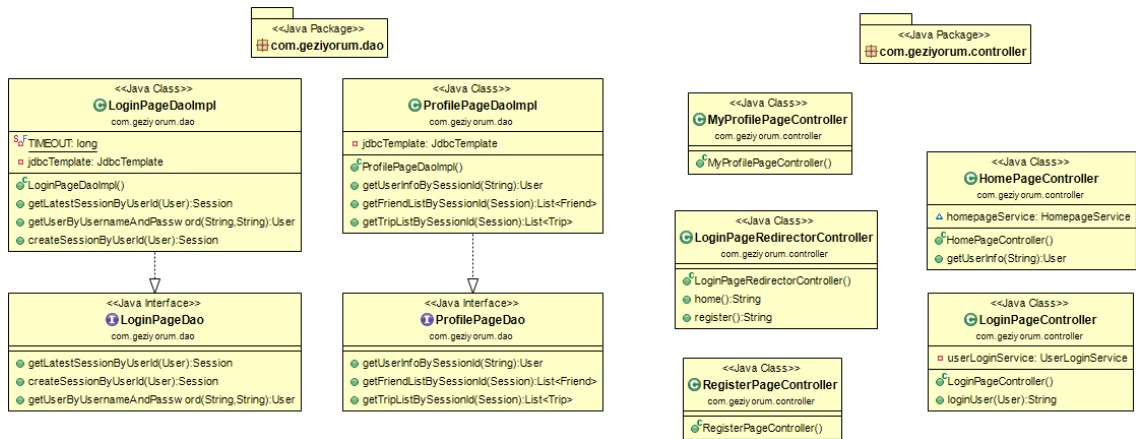 <<Java Package>>
com.geziyorum.dao
<<Java Class>>
LoginPageDaoImpl
com.geziyorum.dao
TIMEOUT: long
jdbcTemplate: JdbcTemplate
LoginPageDaoImpl()
getLatestSessionByUserId(User):Session
getUserByUsernameAndPassword(String,String):User
createSessionByUserId(User):Session
<<Java Class>>
ProfilePageDaoImpl
com.geziyorum.dao
jdbcTemplate: JdbcTemplate
ProfilePageDaoImpl()
getUserInfoBySessionId(String):User
getFriendListBySessionId(Session):List<Friend>
getTripListBySessionId(Session):List<Trip>
<<Java Interface>>
LoginPageDao
com.geziyorum.dao
getLatestSessionByUserId(User):Session
createSessionByUserId(User):Session
getUserByUsernameAndPassword(String,String):User
<<Java Interface>>
ProfilePageDao
com.geziyorum.dao
getUserInfoBySessionId(String):User
getFriendListBySessionId(Session):List<Friend>
getTripListBySessionId(Session):List<Trip>
<<Java Package>>
com.geziyorum.controller
<<Java Class>>
MyProfilePageController
com.geziyorum.controller
MyProfilePageController()
<<Java Class>>
HomePageController
com.geziyorum.controller
homepageService: HomepageService
HomePageController()
getUserInfo(String):User
<<Java Class>>
LoginPageRedirectorController
com.geziyorum.controller
LoginPageRedirectorController()
home():String
register():String
<<Java Class>>
LoginPageController
com.geziyorum.controller
userLoginService: UserLoginService
LoginPageController()
loginUser(User):String
<<Java Class>>
RegisterPageController
com.geziyorum.controller
RegisterPageController()